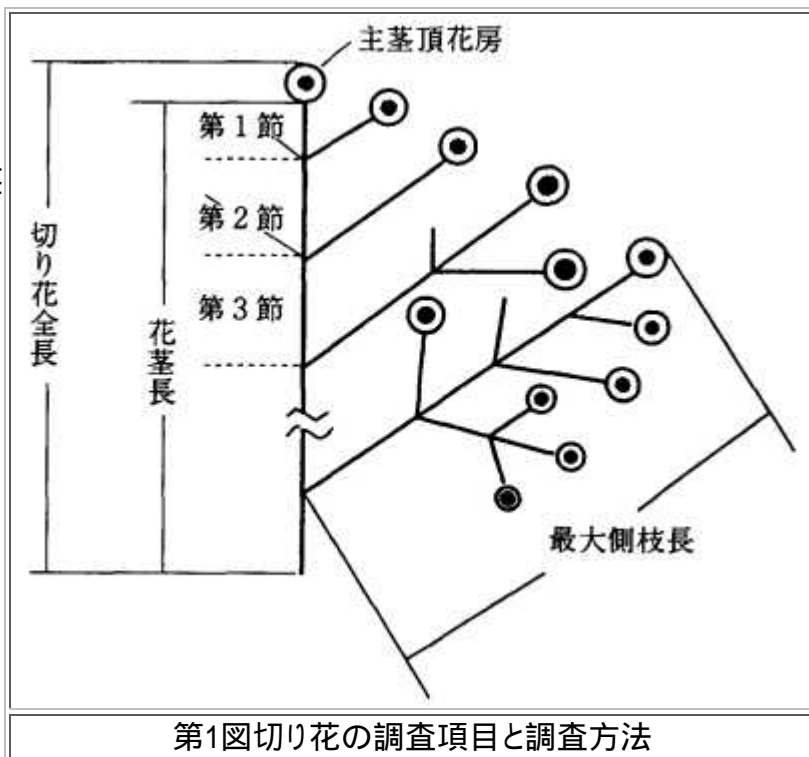 主茎頂花房
第1節
第2節
第3節
切り花全長
花茎長
最大側枝長
第1図切り花の調査項目と調査方法